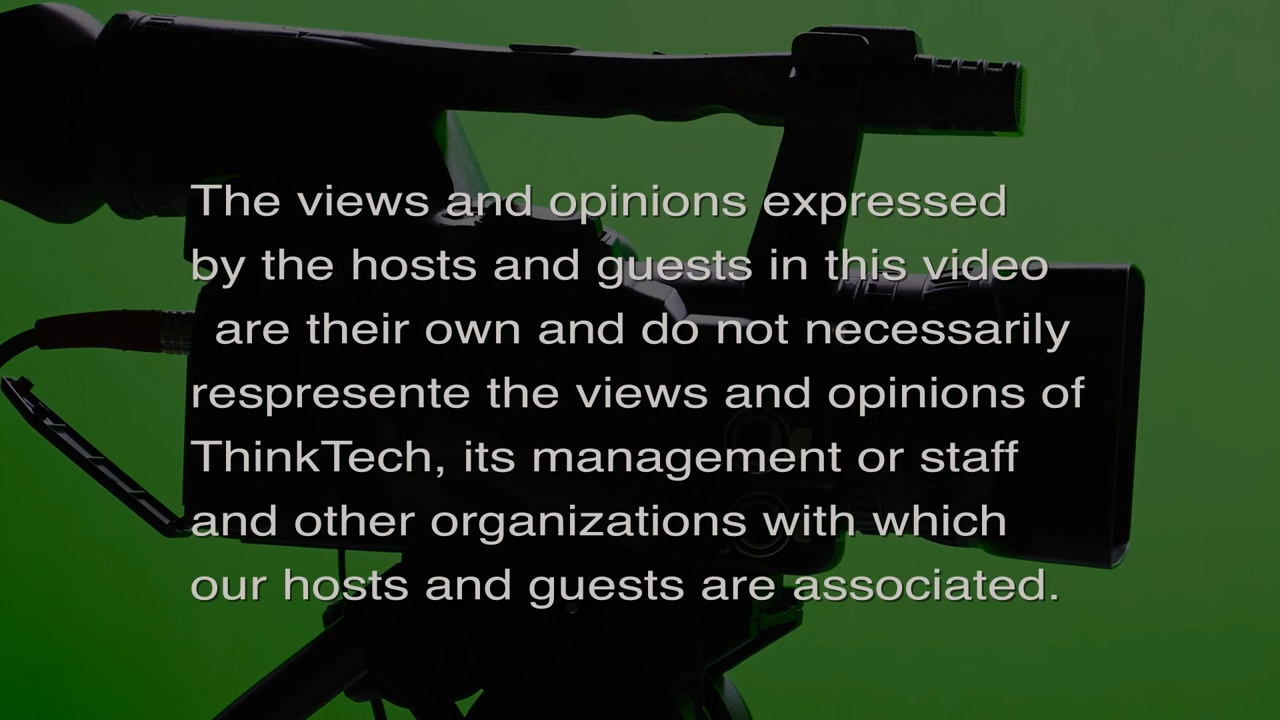 The views and opinions expressed
by the hosts and guests in this video
are their own and do not necessarily
respresente the views and opinions of
ThinkTech, its management or staff
and other organizations with which
our hosts and guests are associated.